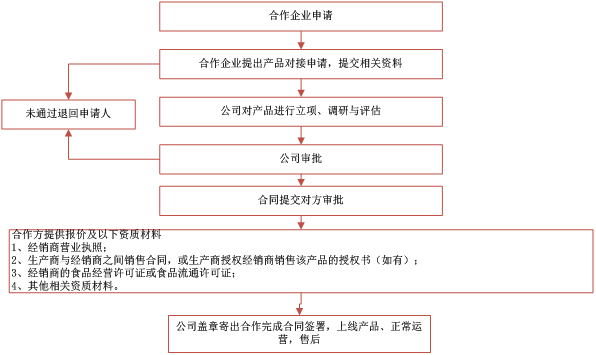 合作企业申请
合作企业提出产品对接申请，提交相关资料
未通过退回申请人
公司对产品进行立项、调研与评估
公司审批
合同提交对方审批
合作方提供报价及以下资质材料
1、经销商营业执照；
2、生产商与经销商之间销售合同，或生产商授权经销商销售该产品的授权书（如有）；
3、经销商的食品经营许可证或食品流通许可证；
4、其他相关资质材料。
公司盖章寄出合作完成合同签署，上线产品、正常运
营，售后